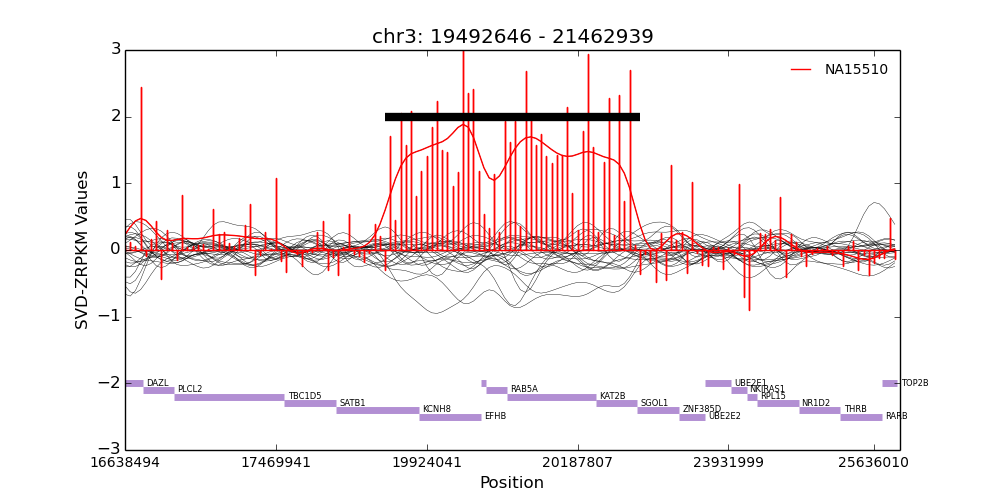 chr3: 19492646 - 21462939
NA15510
SVD-ZRPKM Values
3
2
1
0
−1
−2
−3
DAZL
UBE2E1
TOP2B
PLCL2
RAB5A
NKIRAS1
TBC1D5
KAT2B
RPL15
SATB1
SGOL1
NR1D2
KCNH8
ZNF385D
THRB
EFHB
UBE2E2
RARB
16638494
17469941
19924041
20187807
23931999
25636010
Position